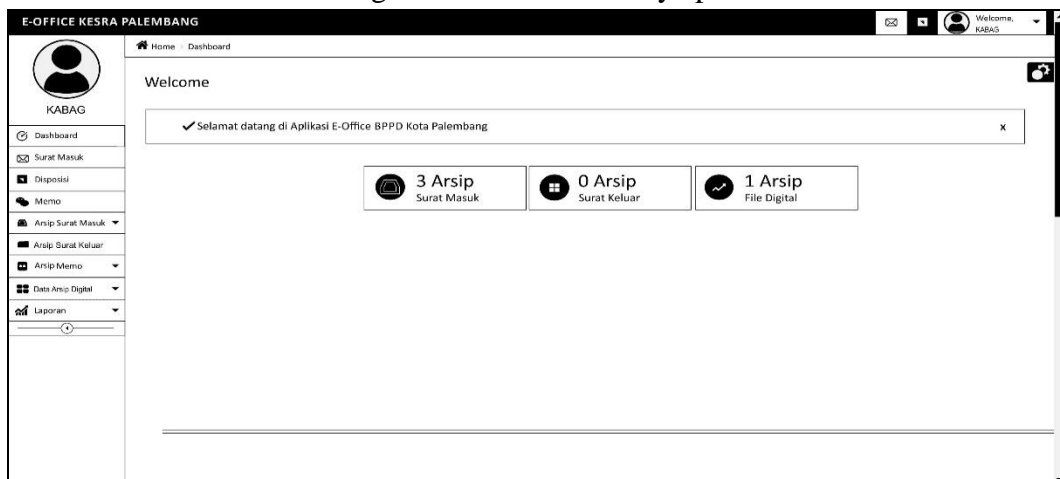 E-OFFICE KESRA PALEMBANG
Welcome,
KABAG
Home
Dashboard
Welcome
KABAG
Selamat datang di Aplikasi E-Office BPPD Kota Palembang
x
Dashboard
Surat Masuk
Disposisi
Memo
Arsip Surat Masuk
Arsip Surat Keluar
Arsip Memo
Data Arsip Digital
Laporan
3 Arsip
Surat Masuk
0 Arsip
Surat Keluar
1 Arsip
File Digital